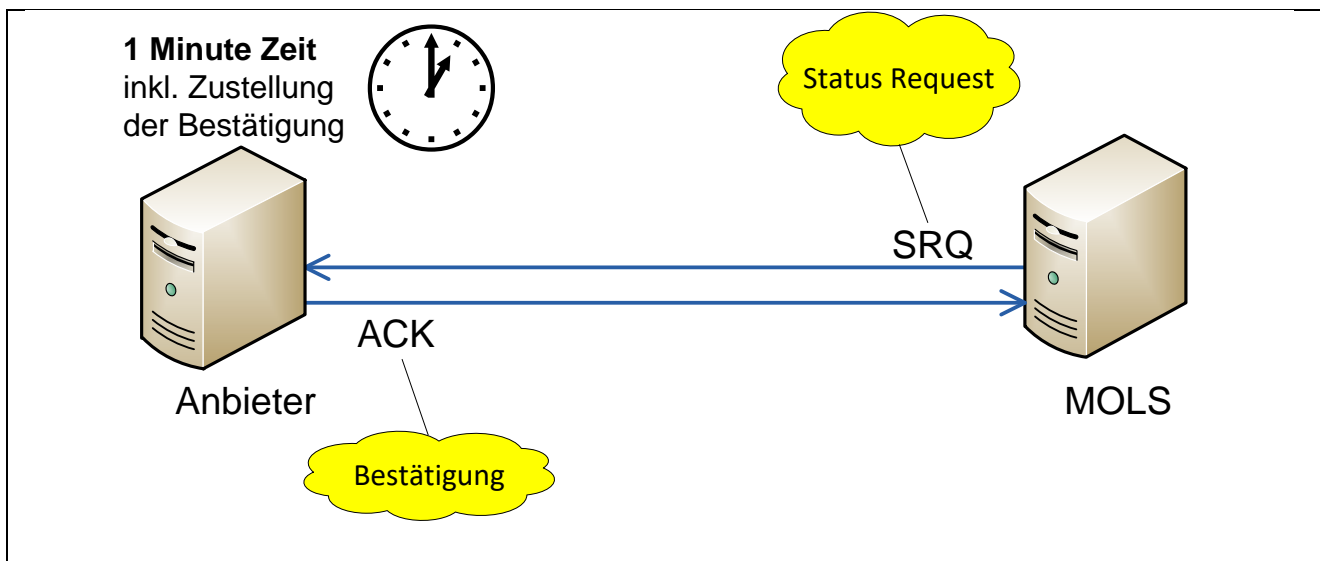 1 Minute Zeit
inkl. Zustellung
der Bestätigung
Status Request
SRQ
ACK
Anbieter
MOLS
Bestätigung